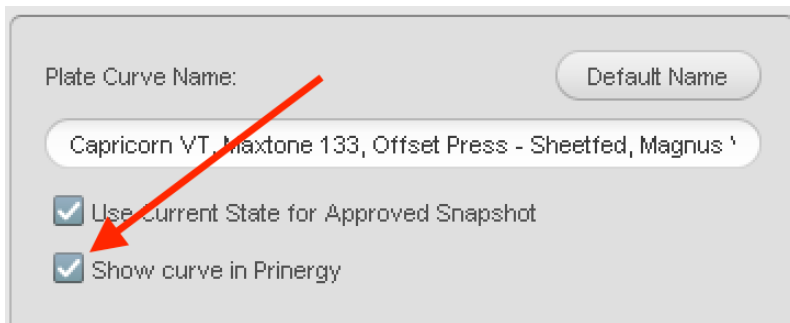 Plate Curve Name:
Default Name
Capricorn VT, Maxtone 133, Offset Press - Sheetfed, Magnus
Use Current State for Approved Snapshot
Show curve in Prinergy